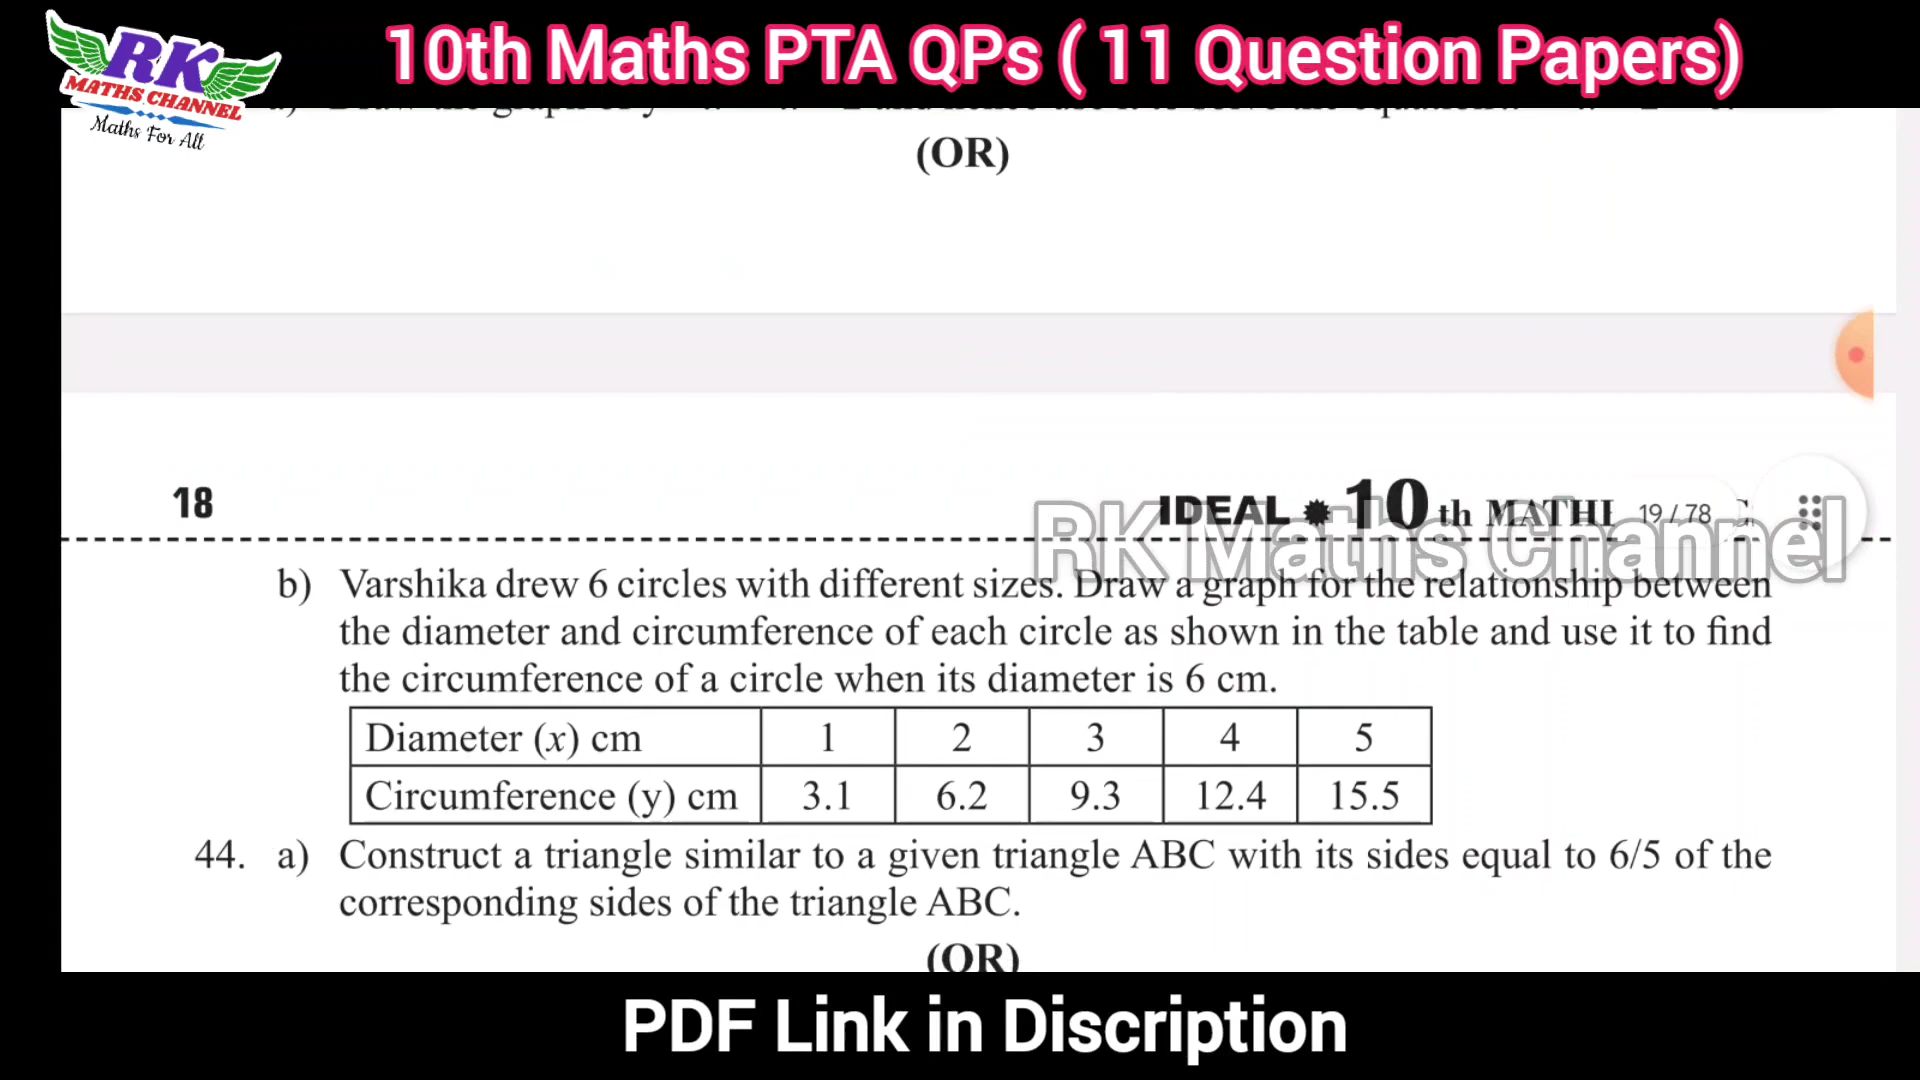 RK
MATHS CHANNEL
Maths For All
10th Maths PTA QPs ( 11 Question Papers)
(OR)
18
IDEAL 10 th MATHI 19 / 78
RK Maths Channel
b) Varshika drew 6 circles with different sizes. Draw a graph for the relationship between
the diameter and circumference of each circle as shown in the table and use it to find
the circumference of a circle when its diameter is 6 cm.
Diameter (x) cm 1 2 3 4 5
Circumference (y) cm 3.1 6.2 9.3 12.4 15.5
44. a) Construct a triangle similar to a given triangle ABC with its sides equal to 6/5 of the
corresponding sides of the triangle ABC.
(OR)
PDF Link in Discription